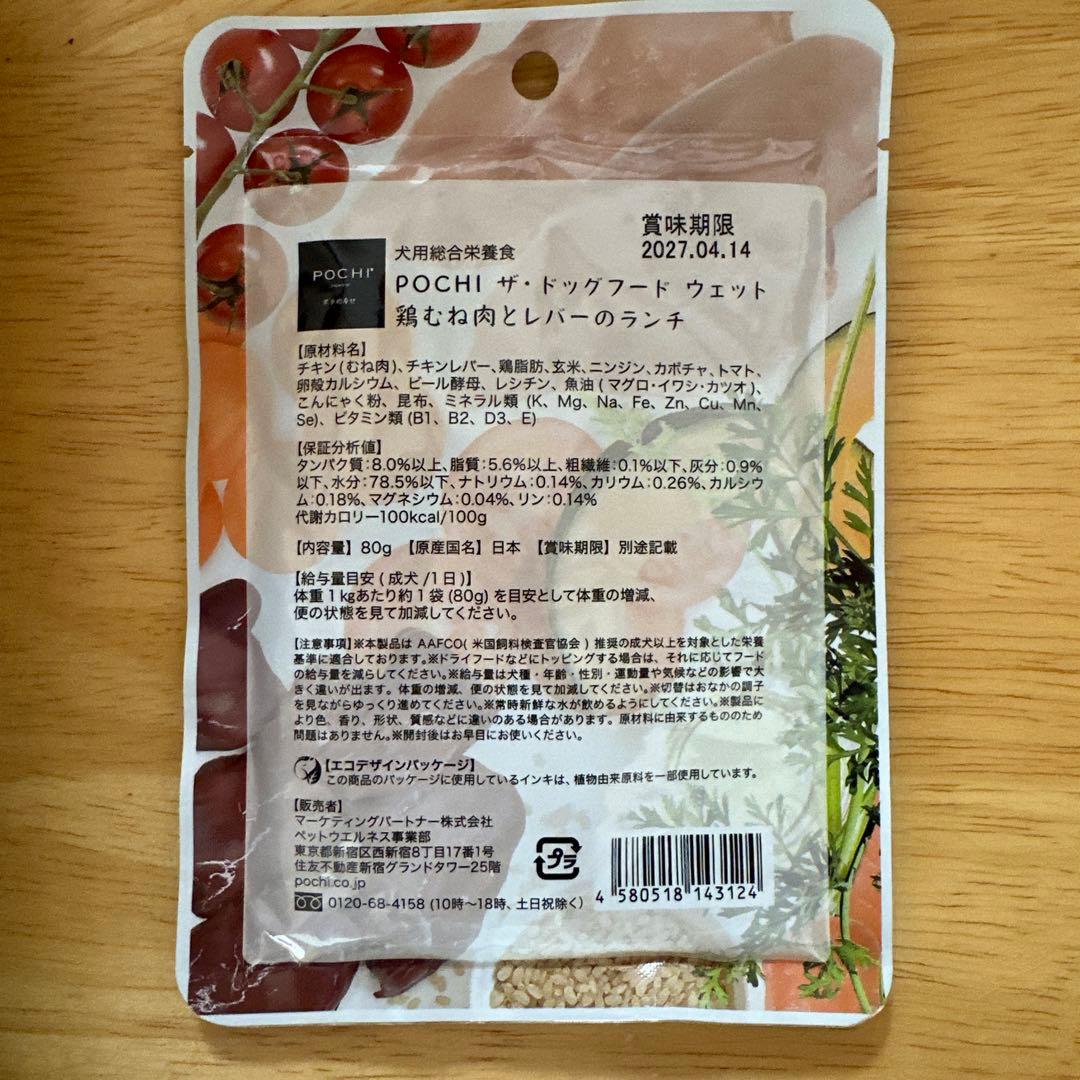 賞味期限
2027.04.14
POCHI
犬用総合栄養食
POCHI ザ・ドッグフード ウェット
鶏むね肉とレバーのランチ
【原材料名】
チキン(むね肉)、チキンレバー、鶏脂肪、玄米、ニンジン、カボチャ、トマト、
卵殻カルシウム、ビール酵母、レシチン、魚油(マグロ・イワシ・カツオ)、
こんにゃく粉、昆布、ミネラル類(K、Mg、Na、Fe、Zn、Cu、Mn、
Se)、ビタミン類(B1、B2、D3、E)
【保証分析値】
タンパク質:8.0%以上、脂質:5.6%以上、粗繊維:0.1%以下、灰分:0.9%
以下、水分:78.5%以下、ナトリウム:0.14%、カリウム:0.26%、カルシウ
ム:0.18%、マグネシウム:0.04%、リン:0.14%
代謝カロリー100kcal/100g
【内容量】80g 【原産国名】日本 【賞味期限】別途記載
【給与量目安(成犬/1日)】
体重1kgあたり約1袋(80g)を目安として体重の増減、
便の状態を見て加減してください。
【注意事項】※本製品は AAFCO(米国飼料検査官協会)推奨の成犬以上を対象とした栄養
基準に適合しております。※ドライフードなどにトッピングする場合は、それに応じてフード
の給与量を減らしてください。※給与量は犬種・年齢・性別・運動量や気候などの影響で大
きく違いが出ます。体重の増減、便の状態を見て加減してください。※切替はおなかの調子
を見ながらゆっくり進めてください。※常時新鮮な水が飲めるようにしてください。※製品に
より色、香り、形状、質感などに違いのある場合があります。原材料に由来するもののため
問題はありません。※開封後はお早目にお使いください。
【エコデザインパッケージ】
この商品のパッケージに使用しているインキは、植物由来原料を一部使用しています。
【販売者】
マーケティングパートナー株式会社
ペットウエルネス事業部
東京都新宿区西新宿8丁目17番1号
住友不動産新宿グランドタワー25階
pochi.co.jp
0120-68-4158 (10時〜18時、土日祝除く)
プラ
4 580518 143124